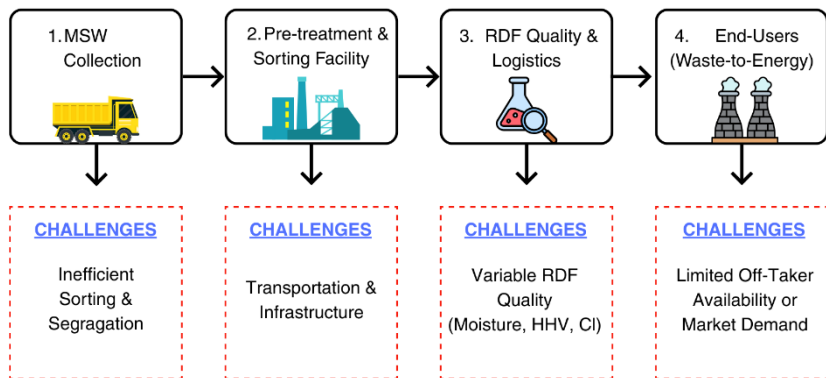 1. MSW
Collection
2. Pre-treatment &
Sorting Facility
3. RDF Quality &
Logistics
4. End-Users
(Waste-to-Energy)
CHALLENGES
Inefficient
Sorting &
Segragation
CHALLENGES
Transportation &
Infrastructure
CHALLENGES
Variable RDF
Quality
(Moisture, HHV, Cl)
CHALLENGES
Limited Off-Taker
Availability or
Market Demand